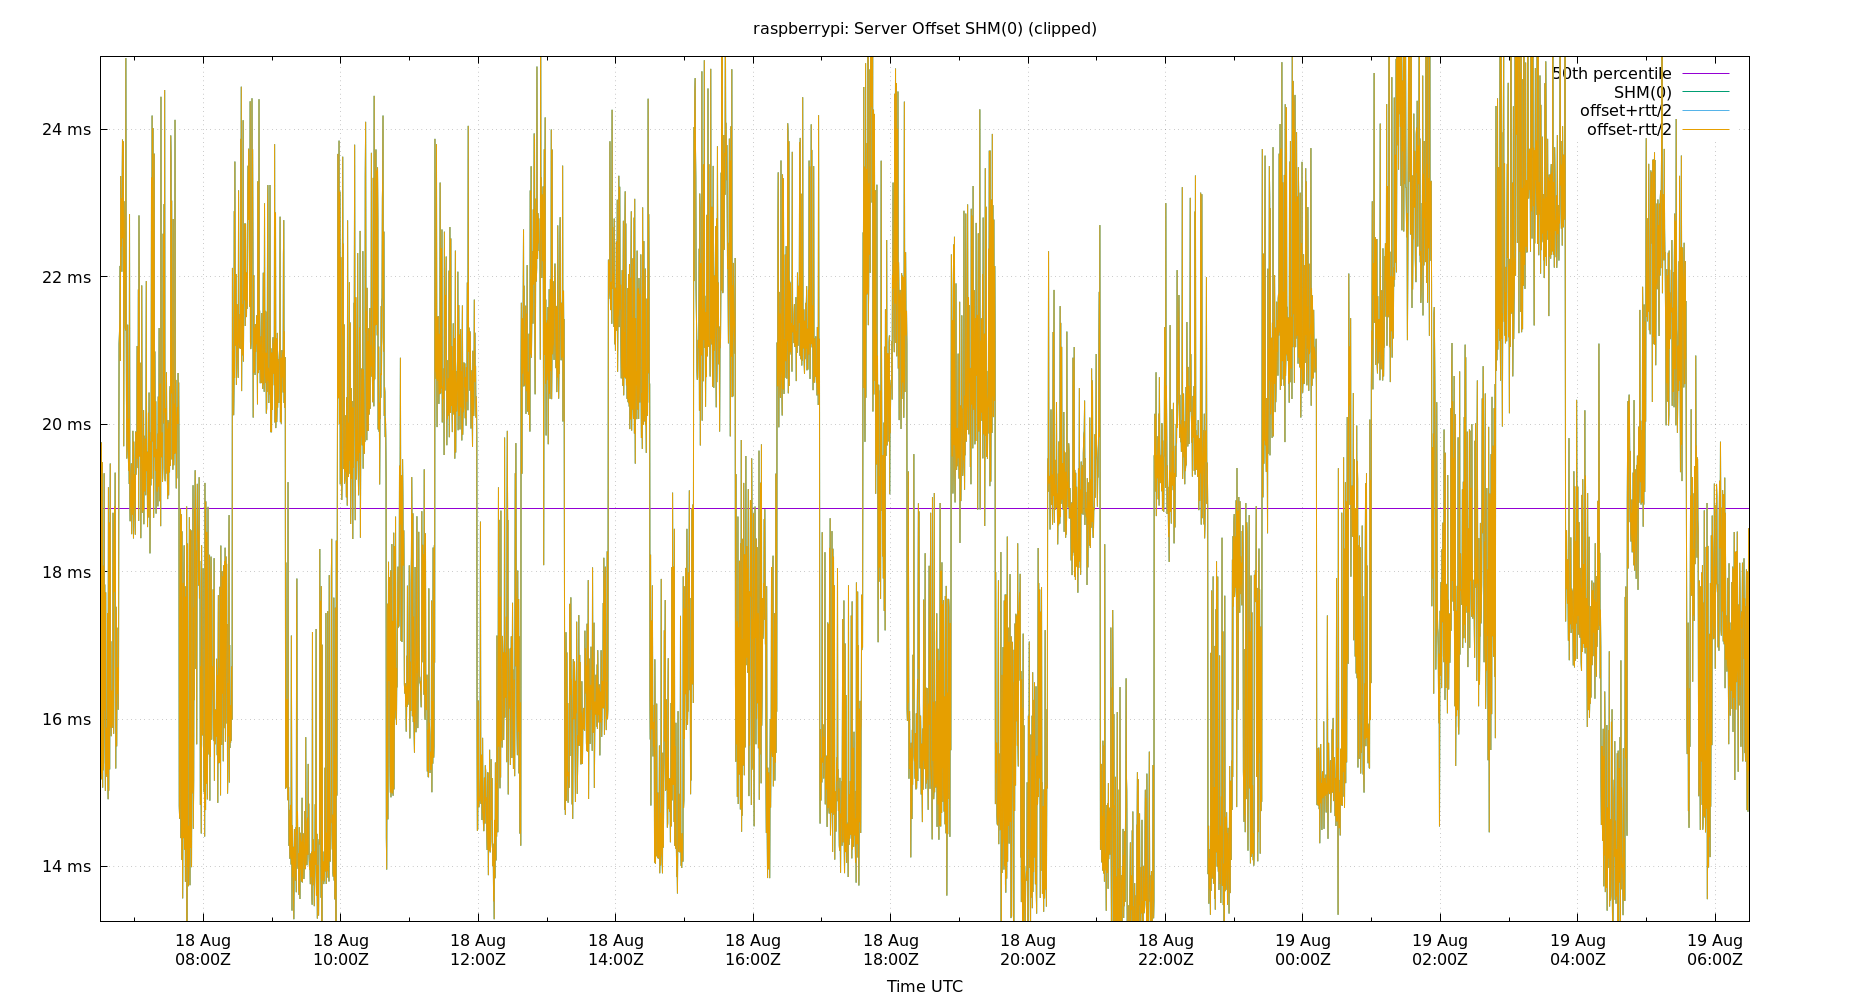 raspberrypi: Server Offset SHM(0) (clipped)
50th percentile
SHM(0)
offset+rtt/2
offset-rtt/2
24 ms
22 ms
20 ms
18 ms
16 ms
14 ms
18 Aug 18 Aug 18 Aug 18 Aug 18 Aug 18 Aug 18 Aug 18 Aug 19 Aug 19 Aug 19 Aug 19 Aug
08:00Z 10:00Z 12:00Z 14:00Z 16:00Z 18:00Z 20:00Z 22:00Z 00:00Z 02:00Z 04:00Z 06:00Z
Time UTC